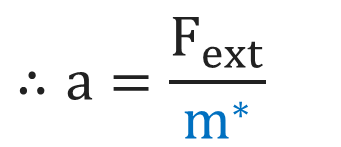 ∴ a = F_ext / m*